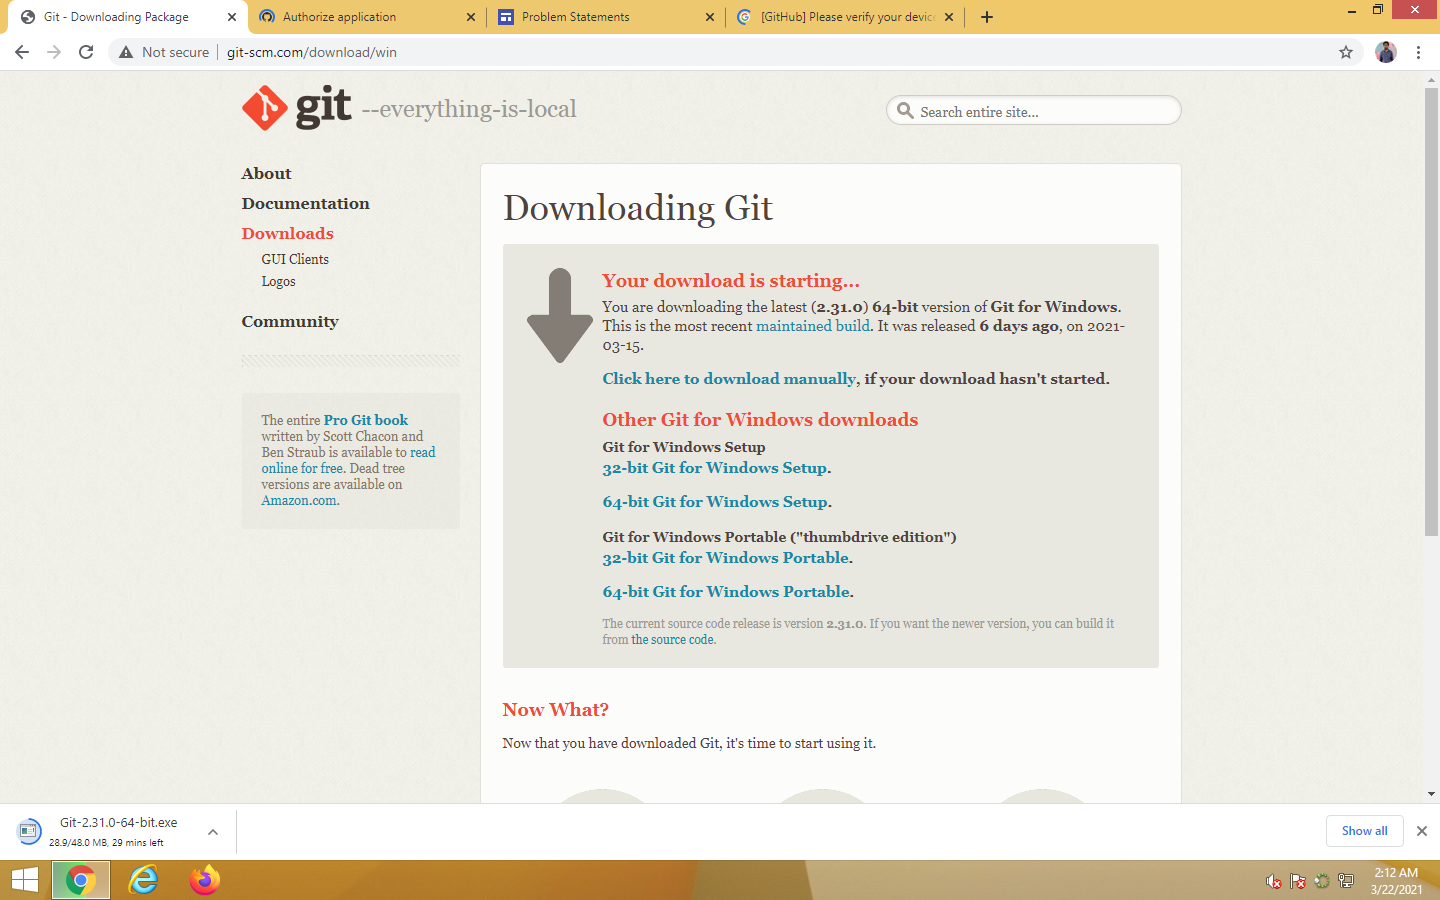 Git - Downloading Package
Authorize application
Problem Statements
[GitHub] Please verify your device
Not secure
git-scm.com/download/win
git --everything-is-local
Search entire site...
About
Documentation
Downloads
GUI Clients
Logos
Community
The entire Pro Git book
written by Scott Chacon and
Ben Straub is available to read
online for free. Dead tree
versions are available on
Amazon.com.
Downloading Git
Your download is starting...
You are downloading the latest (2.31.0) 64-bit version of Git for Windows.
This is the most recent maintained build. It was released 6 days ago, on 2021-
03-15.
Click here to download manually, if your download hasn't started.
Other Git for Windows downloads
Git for Windows Setup
32-bit Git for Windows Setup.
64-bit Git for Windows Setup.
Git for Windows Portable ("thumbdrive edition")
32-bit Git for Windows Portable.
64-bit Git for Windows Portable.
The current source code release is version 2.31.0. If you want the newer version, you can build it
from the source code.
Now What?
Now that you have downloaded Git, it's time to start using it.
Git-2.31.0-64-bit.exe
28.9/48.0 MB, 29 mins left
Show all
2:12 AM
3/22/2021